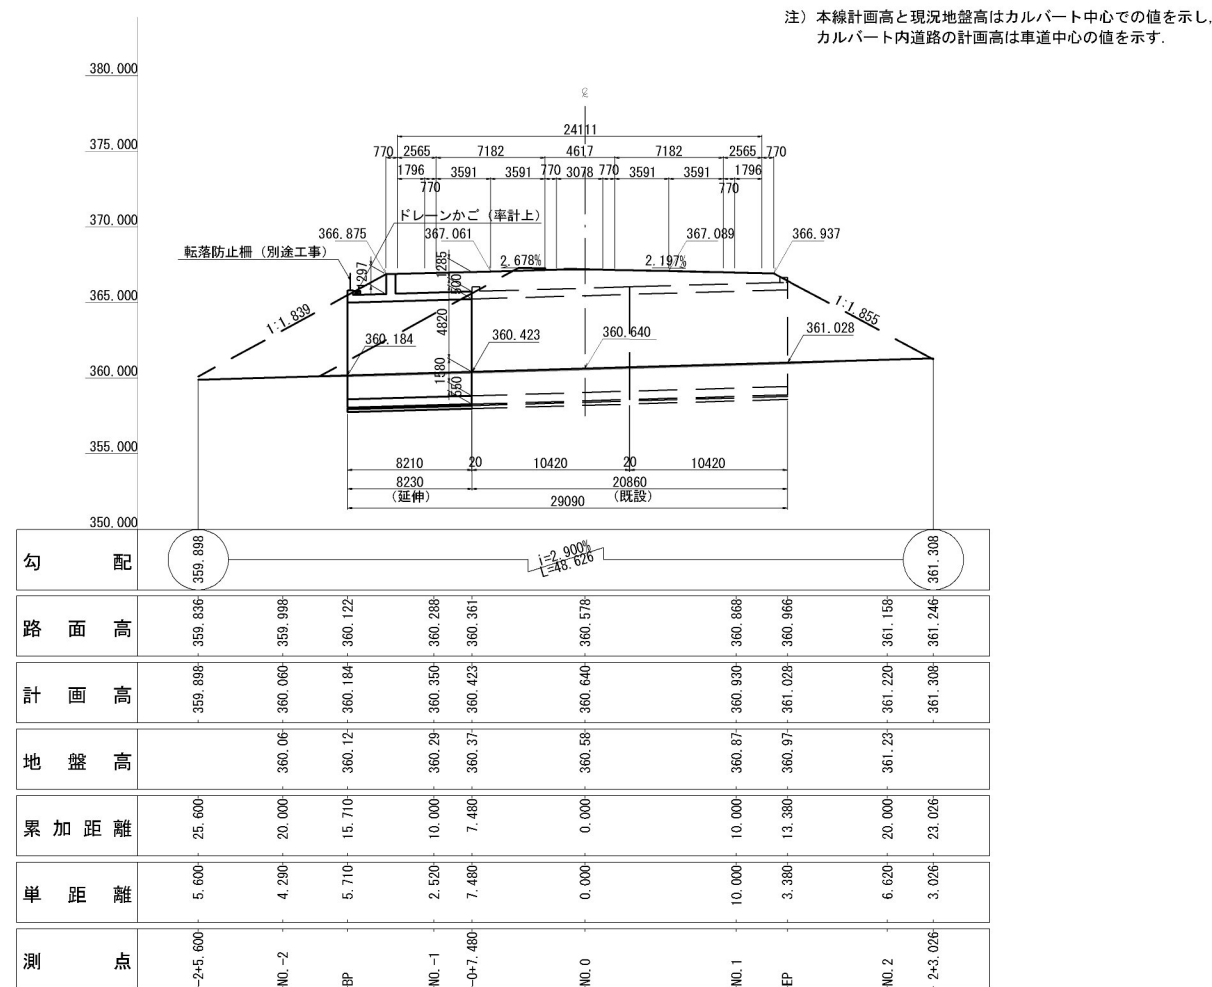 注）本線計画高と現況地盤高はカルバート中心での値を示し,
カルバート内道路の計画高は車道中心の値を示す.
380.000
375.000
370.000
365.000
360.000
355.000
350.000
24111
770 2565 7182 4617 7182 2565 770
1796 3591 3591 770 3078 770 3591 3591 1796
770 770
ドレーンかご（率計上）
366.875 367.061 367.089 366.937
転落防止柵（別途工事）
1297
1285
500
2.678%
2.197%
1:1.839
1:1.855
4820
360.184
360.423
360.640
361.028
1580
550
8210 20 10420 20 10420
8230 20860
（延伸） （既設）
29090
勾配 359.898 i=2.900% 361.308
L=48.626
路面高 359.836 359.998 360.122 360.288 360.361 360.578 360.868 360.966 361.158 361.246
計画高 359.898 360.060 360.184 360.350 360.423 360.640 360.930 361.028 361.220 361.308
地盤高 360.06 360.12 360.29 360.37 360.58 360.87 360.97 361.23
累加距離 25.600 20.000 15.710 10.000 7.480 0.000 10.000 13.380 20.000 23.026
単距離 5.600 4.290 5.710 2.520 7.480 0.000 10.000 3.380 6.620 3.026
測点 -2+5.600 NO.-2 BP NO.-1 -0+7.480 NO.0 NO.1 EP NO.2 2+3.026